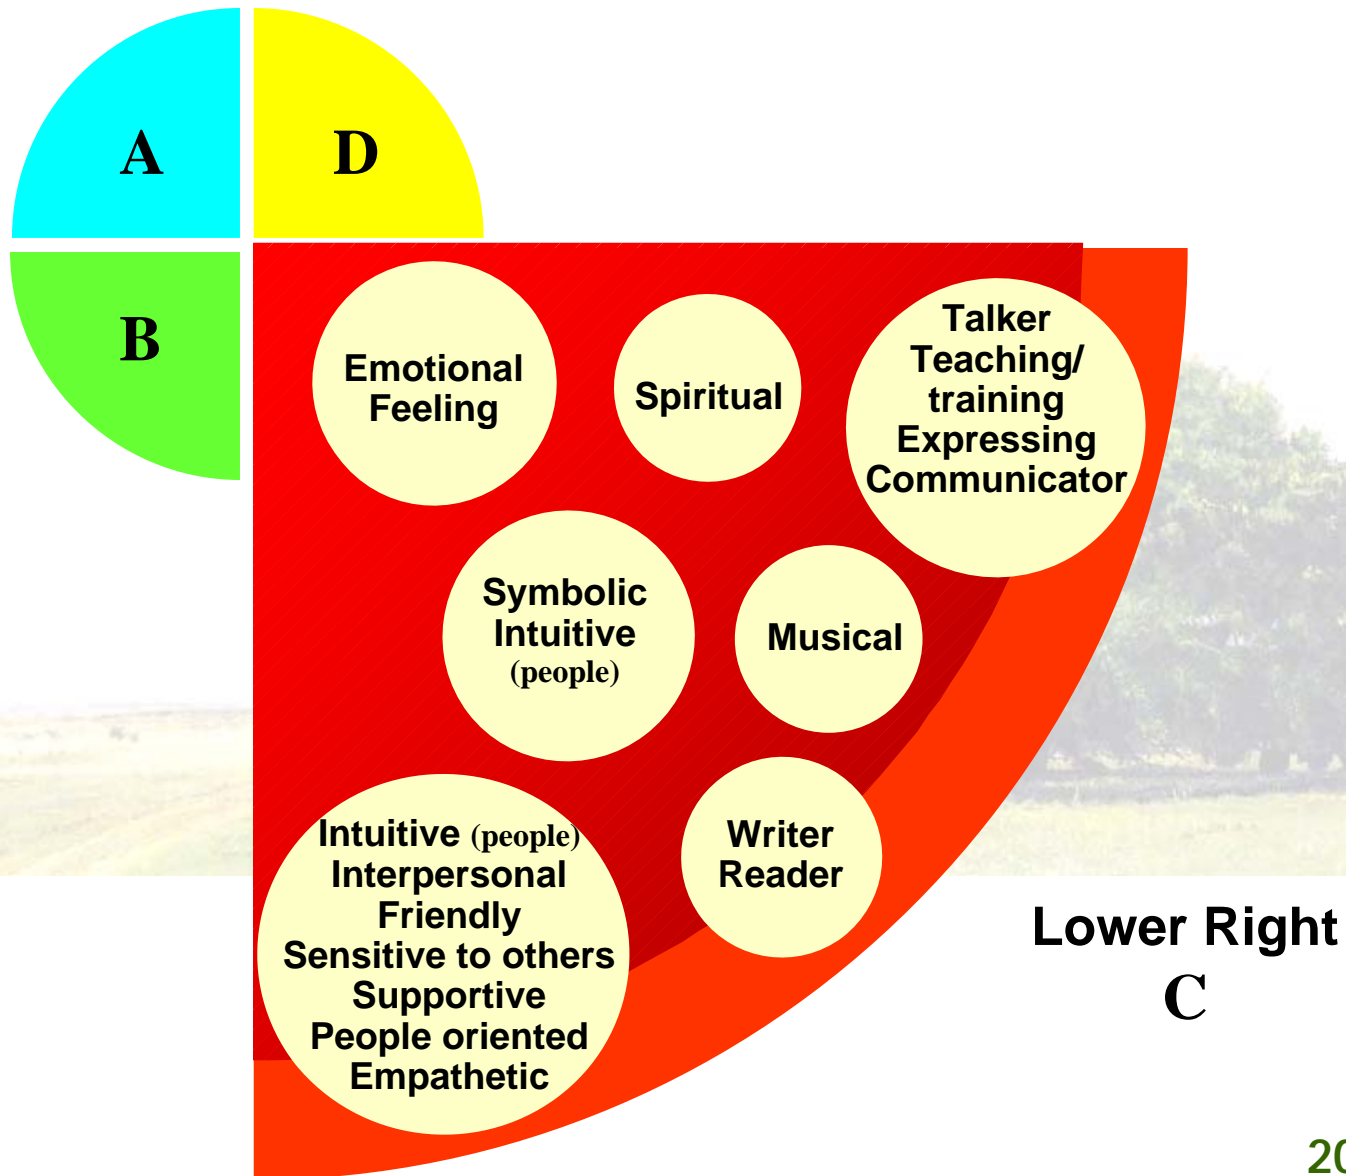 A
D
B
Emotional
Feeling
Spiritual
Talker
Teaching/
training
Expressing
Communicator
Symbolic
Intuitive
(people)
Musical
Intuitive (people)
Interpersonal
Friendly
Sensitive to others
Supportive
People oriented
Empathetic
Writer
Reader
Lower Right
C
20